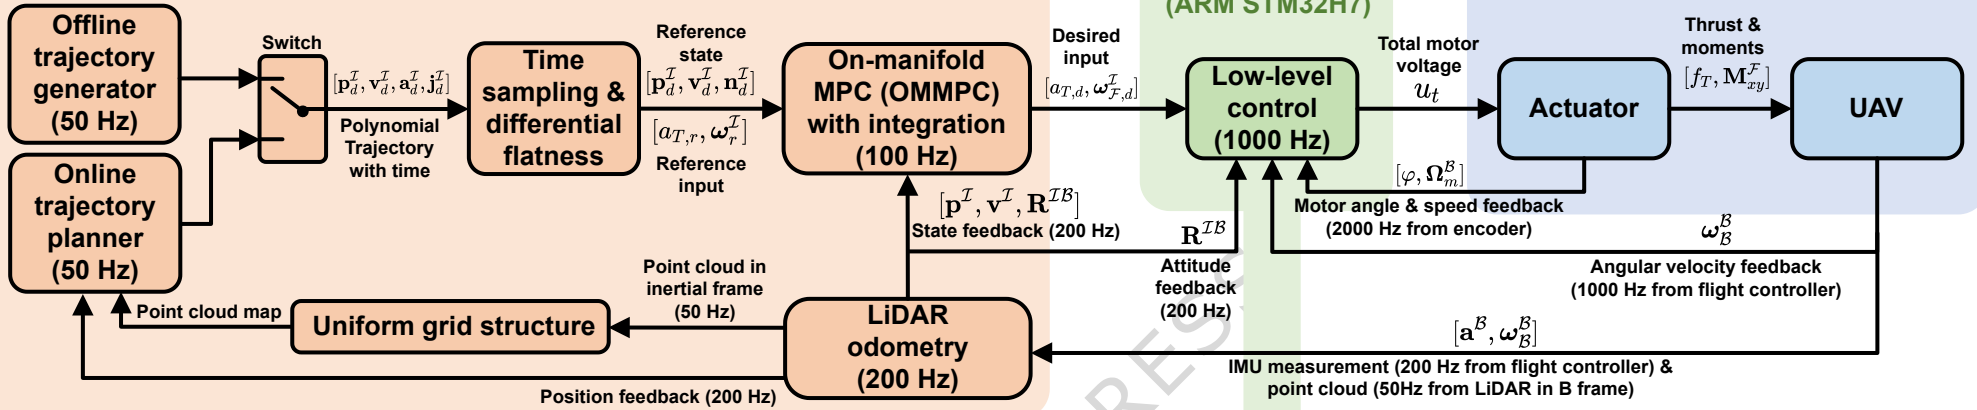 (ARM STM32H7)
Offline
trajectory
generator
(50 Hz)
Switch
[p_d^I, v_d^I, a_d^I, j_d^I]
Polynomial
Trajectory
with time
Time
sampling &
differential
flatness
Reference
state
[p_d^I, v_d^I, n_d^I]
[a_{T,r}, ω_r^I]
Reference
input
On-manifold
MPC (OMMPC)
with integration
(100 Hz)
Desired
input
[a_{T,d}, ω_{F,d}^I]
Low-level
control
(1000 Hz)
Total motor
voltage
u_t
Actuator
Thrust &
moments
[f_T, M_{xy}^F]
UAV
Online
trajectory
planner
(50 Hz)
[p^I, v^I, R^{IB}]
State feedback (200 Hz)
R^{IB}
Attitude
feedback
(200 Hz)
[φ, Ω_m^B]
Motor angle & speed feedback
(2000 Hz from encoder)
ω_B^B
Angular velocity feedback
(1000 Hz from flight controller)
Point cloud map
Uniform grid structure
Point cloud in
inertial frame
(50 Hz)
LiDAR
odometry
(200 Hz)
[a^B, ω_B^B]
IMU measurement (200 Hz from flight controller) &
point cloud (50Hz from LiDAR in B frame)
Position feedback (200 Hz)